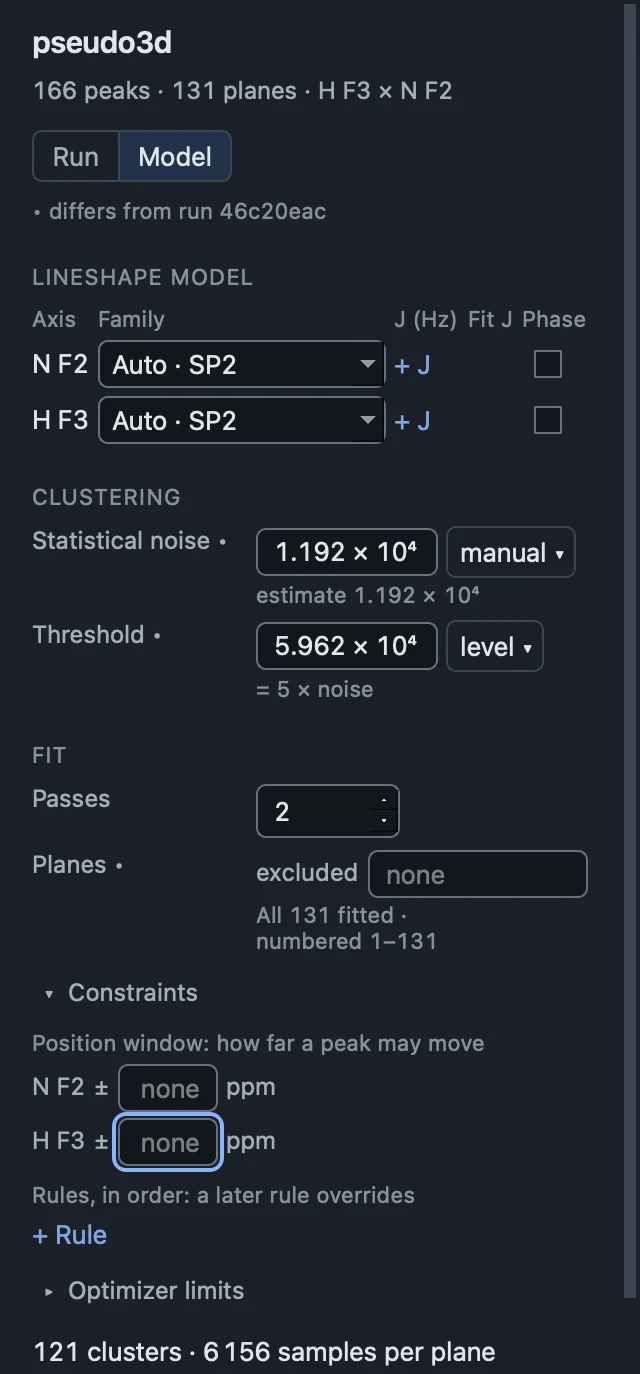 pseudo3d
166 peaks · 131 planes · H F3 × N F2
Run Model
• differs from run 46c20eac
LINESHAPE MODEL
Axis Family J (Hz) Fit J Phase
N F2 Auto · SP2 + J
H F3 Auto · SP2 + J
CLUSTERING
Statistical noise • 1.192 × 10⁴ manual ▾
estimate 1.192 × 10⁴
Threshold • 5.962 × 10⁴ level ▾
= 5 × noise
FIT
Passes 2
Planes • excluded none
All 131 fitted ·
numbered 1–131
▾ Constraints
Position window: how far a peak may move
N F2 ± none ppm
H F3 ± none ppm
Rules, in order: a later rule overrides
+ Rule
▸ Optimizer limits
121 clusters · 6 156 samples per plane